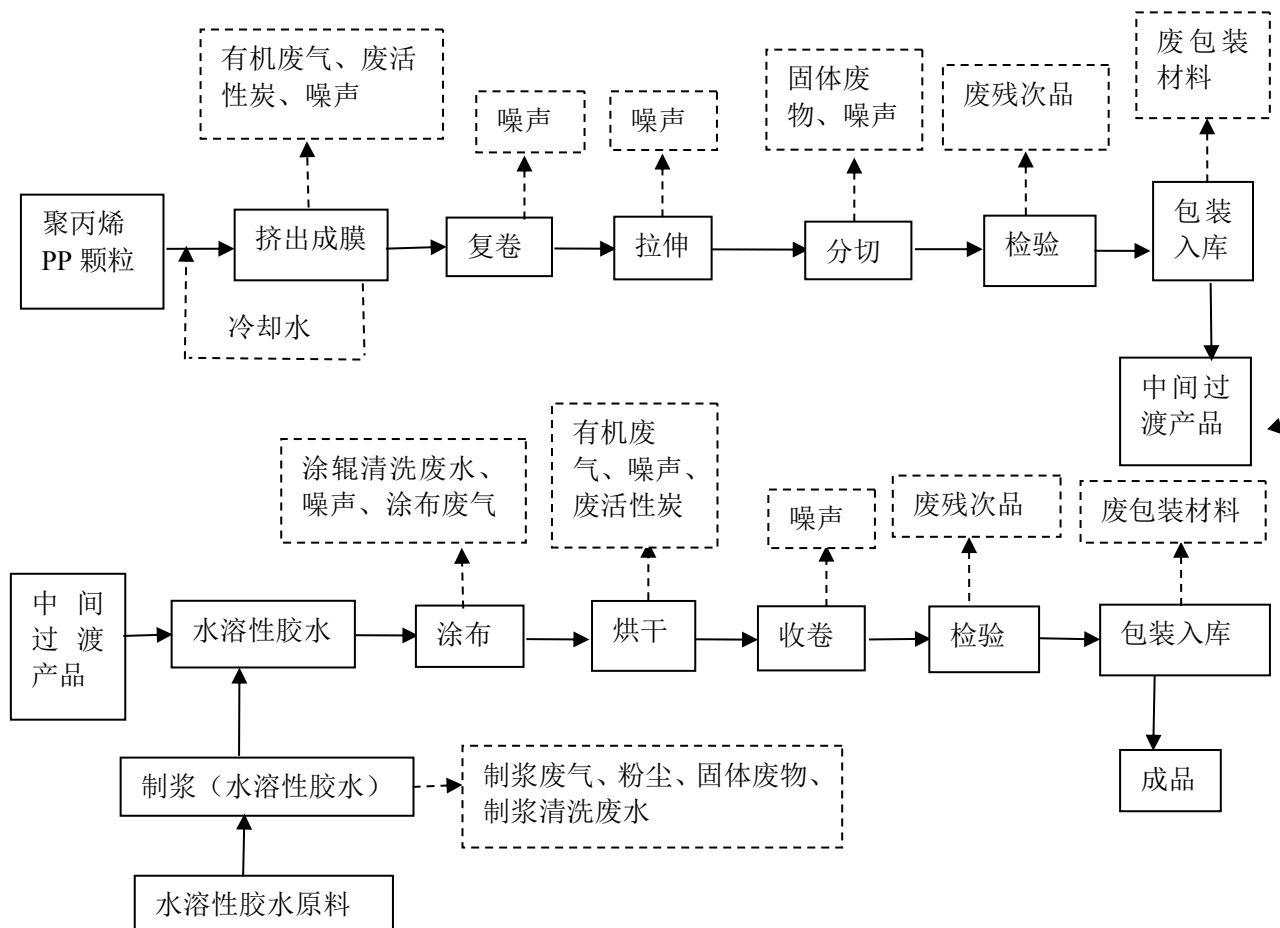 有机废气、废活
性炭、噪声
噪声
噪声
固体废
物、噪声
废残次品
废包装
材料
聚丙烯
PP 颗粒
挤出成膜
复卷
拉伸
分切
检验
包装
入库
冷却水
中间过
渡产品
涂辊清洗废水、
噪声、涂布废气
有机废
气、噪声、
废活性炭
噪声
废残次品
废包装材料
中间
过渡
产品
水溶性胶水
涂布
烘干
收卷
检验
包装入库
制浆（水溶性胶水）
制浆废气、粉尘、固体废物、
制浆清洗废水
成品
水溶性胶水原料